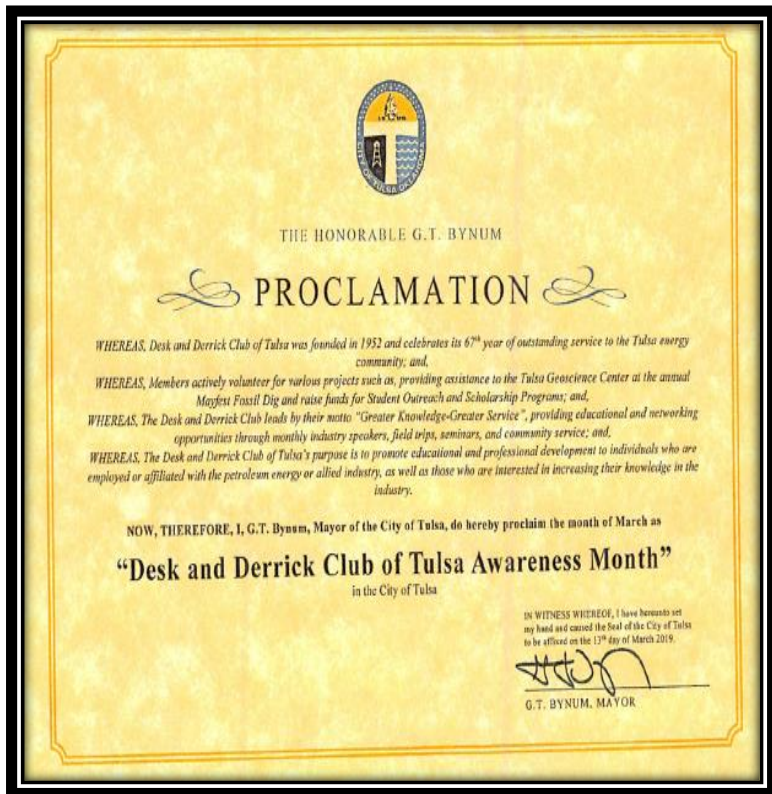 CITY OF TULSA OKLAHOMA
THE HONORABLE G.T. BYNUM
PROCLAMATION
WHEREAS, Desk and Derrick Club of Tulsa was founded in 1952 and celebrates its 67th year of outstanding service to the Tulsa energy
community; and,
WHEREAS, Members actively volunteer for various projects such as, providing assistance to the Tulsa Geoscience Center at the annual
Mayfest Fossil Dig and raise funds for Student Outreach and Scholarship Programs; and,
WHEREAS, The Desk and Derrick Club leads by their motto "Greater Knowledge-Greater Service", providing educational and networking
opportunities through monthly industry speakers, field trips, seminars, and community service; and,
WHEREAS, The Desk and Derrick Club of Tulsa's purpose is to promote educational and professional development to individuals who are
employed or affiliated with the petroleum energy or allied industry, as well as those who are interested in increasing their knowledge in the
industry.
NOW, THEREFORE, I, G.T. Bynum, Mayor of the City of Tulsa, do hereby proclaim the month of March as
"Desk and Derrick Club of Tulsa Awareness Month"
in the City of Tulsa
IN WITNESS WHEREOF, I have hereunto set
my hand and caused the Seal of the City of Tulsa
to be affixed on the 13th day of March 2019.
G.T. BYNUM, MAYOR